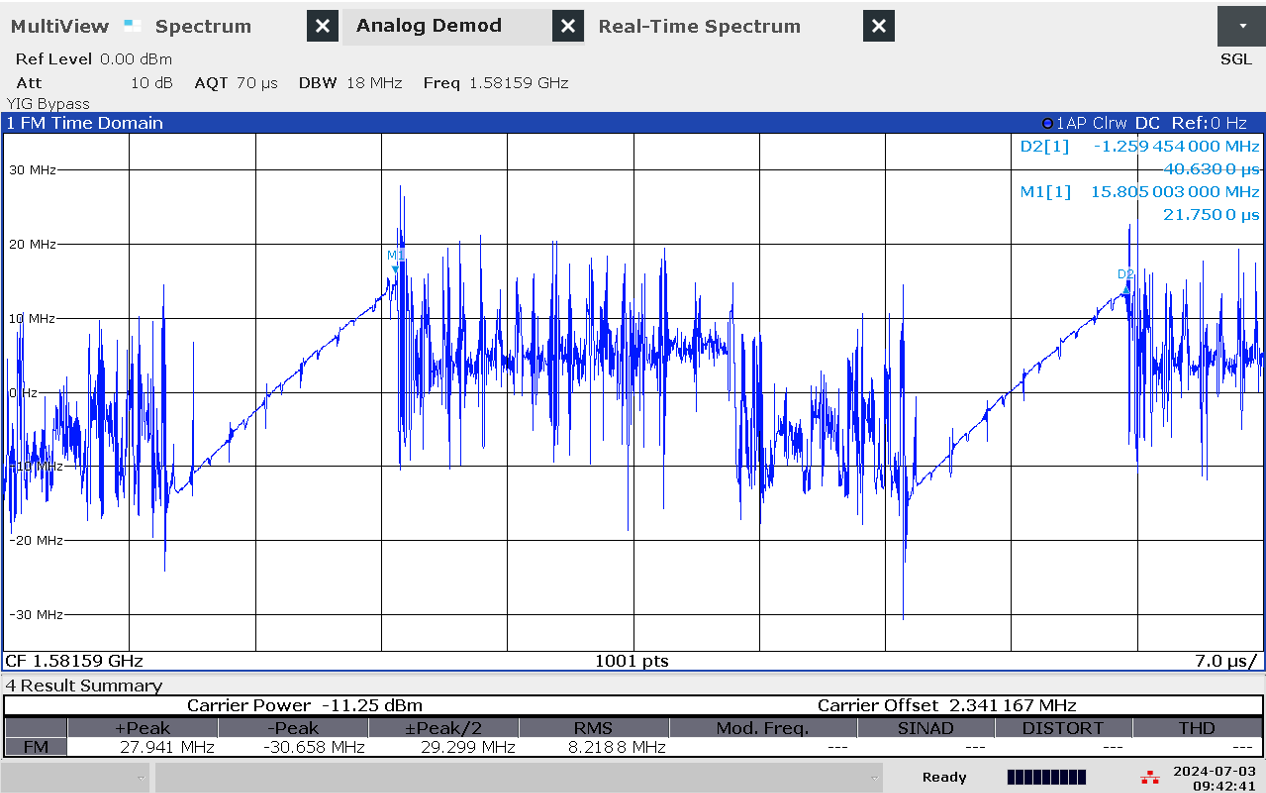 MultiView Spectrum Analog Demod Real-Time Spectrum
Ref Level 0.00 dBm SGL
Att 10 dB AQT 70 µs DBW 18 MHz Freq 1.58159 GHz
YIG Bypass
1 FM Time Domain 1AP Clrw DC Ref:0 Hz
D2[1] -1.259 454 000 MHz
30 MHz 40.630 0 µs
M1[1] 15.805 003 000 MHz
21.750 0 µs
20 MHz
M1
D2
10 MHz
0 Hz
-10 MHz
-20 MHz
-30 MHz
CF 1.58159 GHz 1001 pts 7.0 µs/
4 Result Summary
Carrier Power -11.25 dBm Carrier Offset 2.341 167 MHz
+Peak -Peak ±Peak/2 RMS Mod. Freq. SINAD DISTORT THD
FM 27.941 MHz -30.658 MHz 29.299 MHz 8.218 8 MHz --- --- --- ---
Ready 2024-07-03
09:42:41